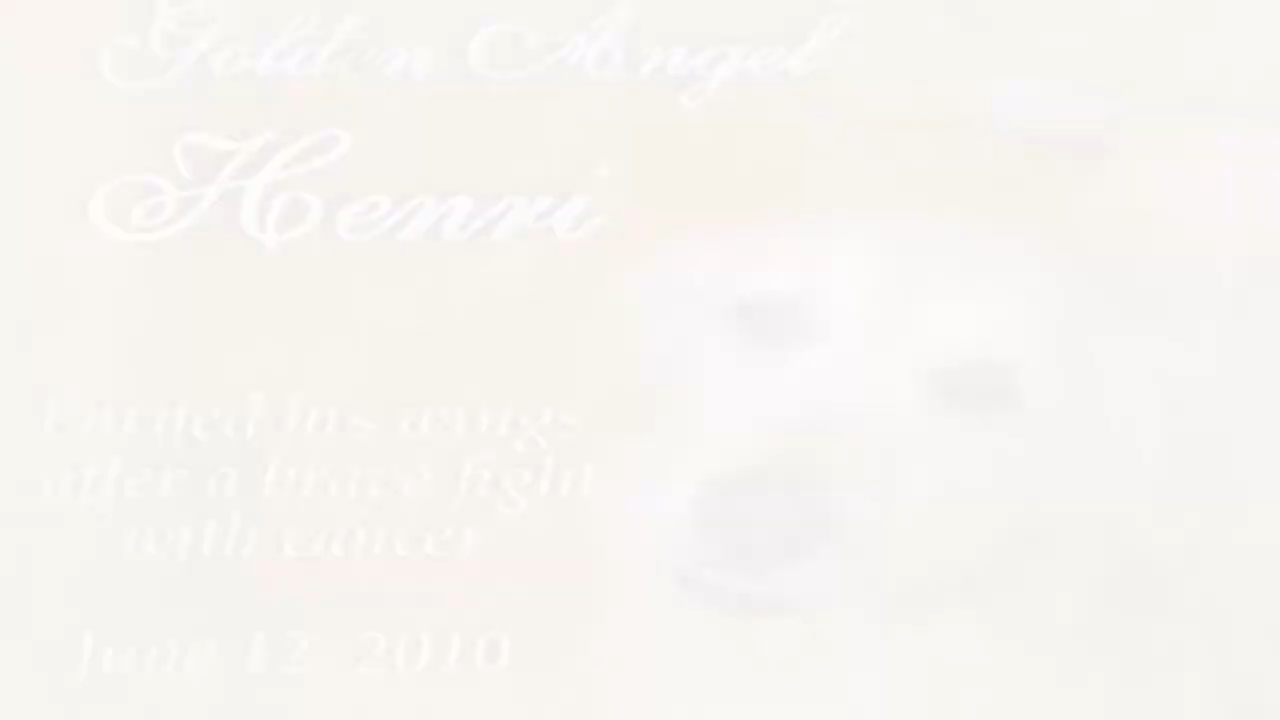 Golden Angel
Henri
Earned his wings
after a brave fight
with cancer
June 12 2010